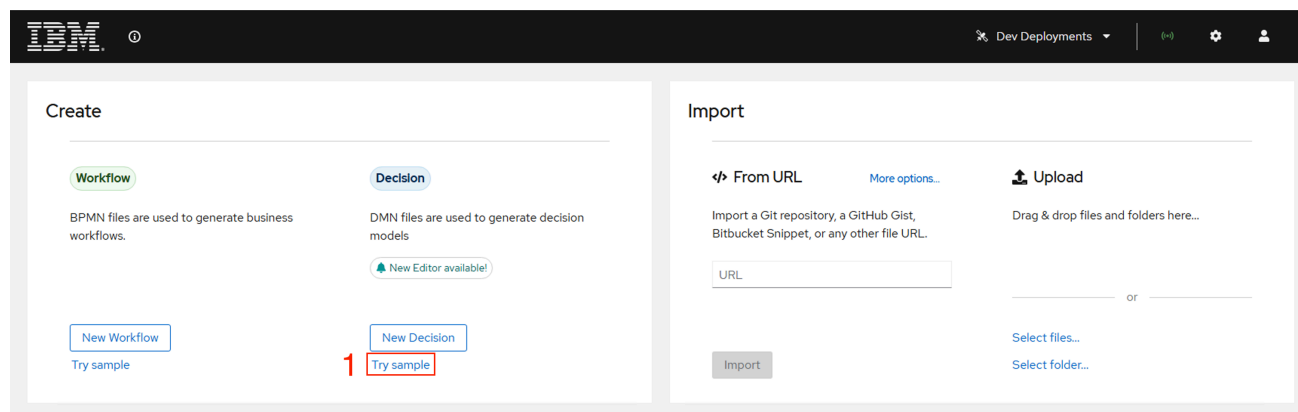 IBM
Dev Deployments
Create
Import
Workflow
Decision
From URL
More options...
Upload
BPMN files are used to generate business
workflows.
DMN files are used to generate decision
models
New Editor available!
Import a Git repository, a GitHub Gist,
Bitbucket Snippet, or any other file URL.
URL
Drag & drop files and folders here...
or
New Workflow
Try sample
New Decision
1 Try sample
Import
Select files...
Select folder...